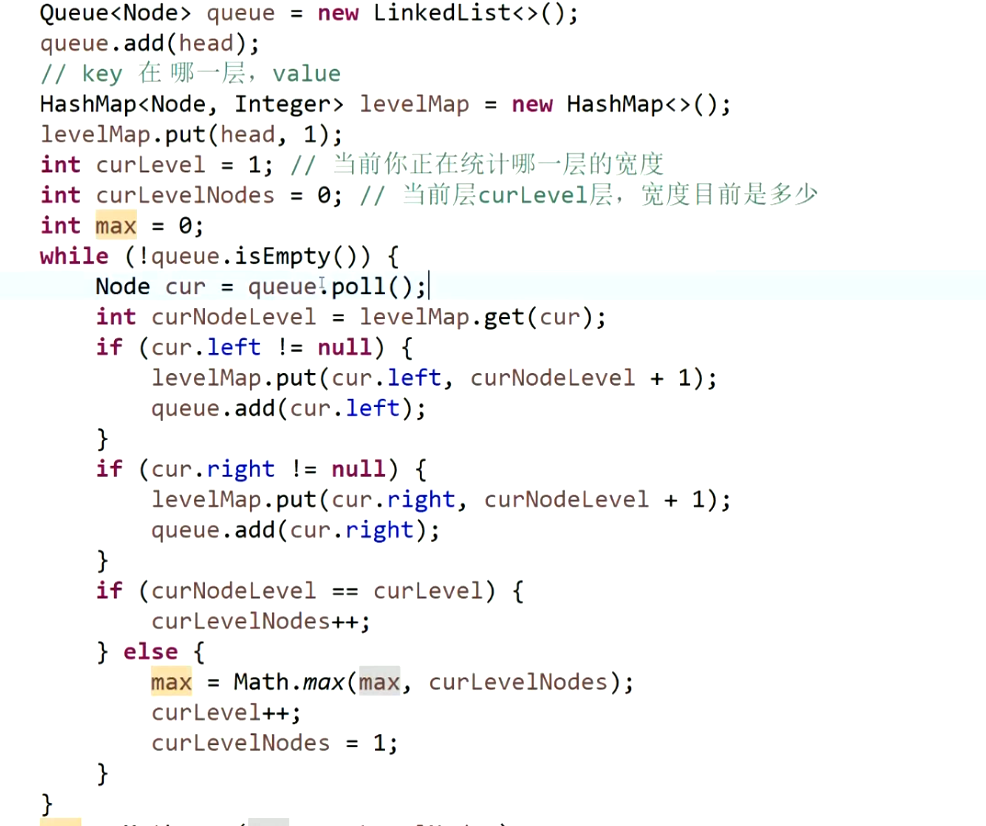 Queue<Node> queue = new LinkedList<>();
queue.add(head);
// key 在 哪一层，value
HashMap<Node, Integer> levelMap = new HashMap<>();
levelMap.put(head, 1);
int curLevel = 1; // 当前你正在统计哪一层的宽度
int curLevelNodes = 0; // 当前层curLevel层，宽度目前是多少
int max = 0;
while (!queue.isEmpty()) {
Node cur = queue.poll();
int curNodeLevel = levelMap.get(cur);
if (cur.left != null) {
levelMap.put(cur.left, curNodeLevel + 1);
queue.add(cur.left);
}
if (cur.right != null) {
levelMap.put(cur.right, curNodeLevel + 1);
queue.add(cur.right);
}
if (curNodeLevel == curLevel) {
curLevelNodes++;
} else {
max = Math.max(max, curLevelNodes);
curLevel++;
curLevelNodes = 1;
}
}